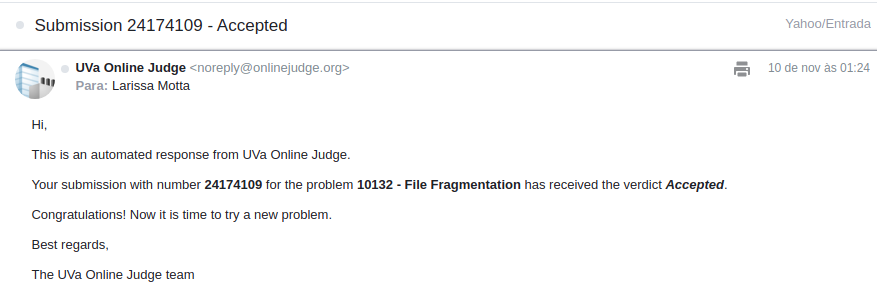 Submission 24174109 - Accepted
Yahoo/Entrada
UVa Online Judge <noreply@onlinejudge.org>
10 de nov às 01:24
Para: Larissa Motta
Hi,
This is an automated response from UVa Online Judge.
Your submission with number 24174109 for the problem 10132 - File Fragmentation has received the verdict Accepted.
Congratulations! Now it is time to try a new problem.
Best regards,
The UVa Online Judge team